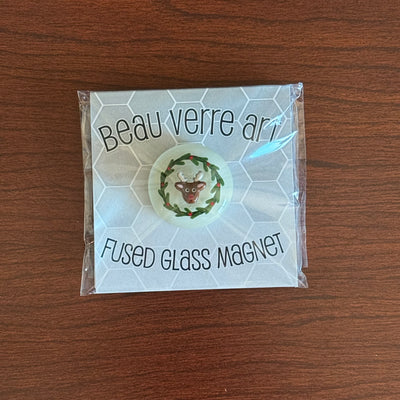 Beau verre art
Fused Glass Magnet